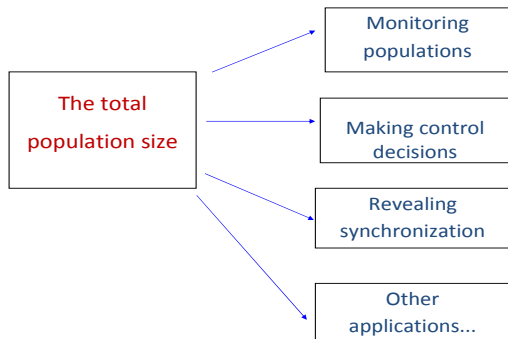 The total
population size
Monitoring
populations
Making control
decisions
Revealing
synchronization
Other
applications...